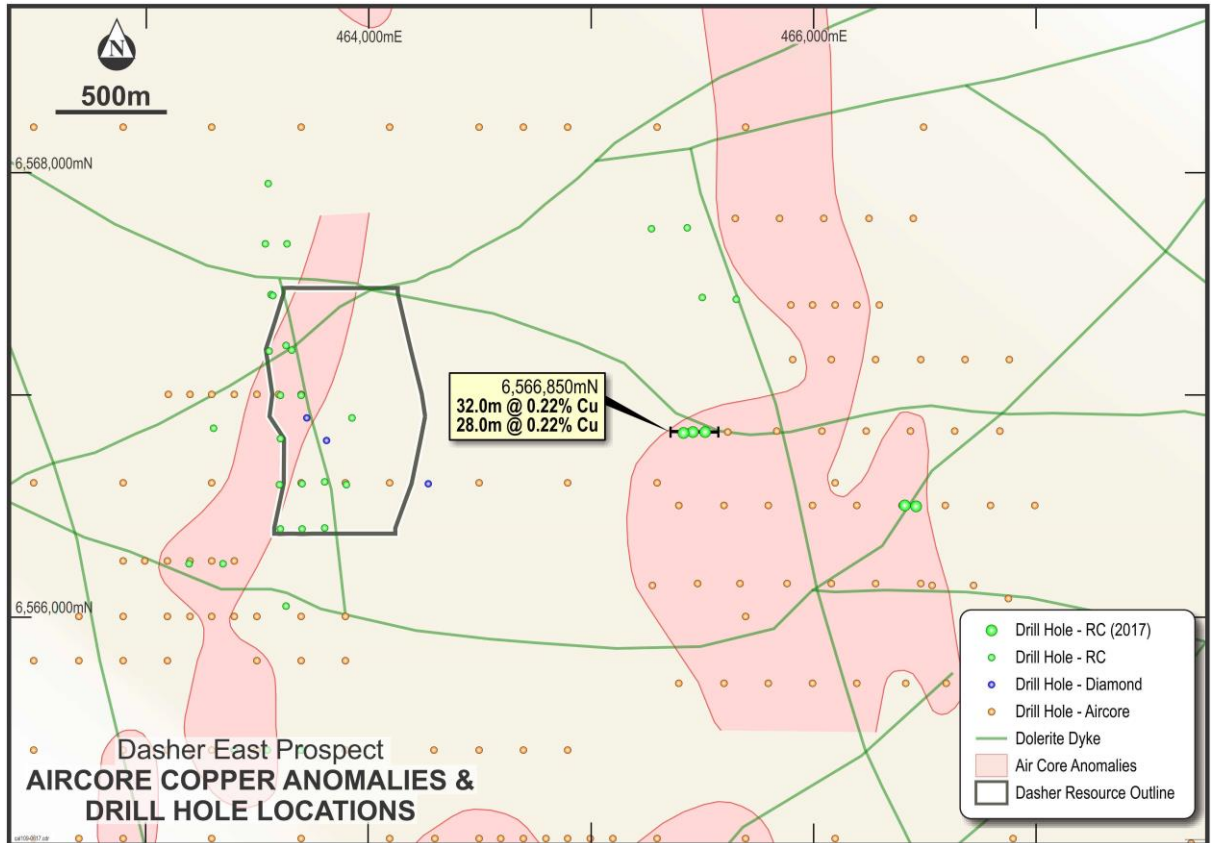 N
500m
464,000mE
466,000mE
6,568,000mN
6,566,850mN
32.0m @ 0.22% Cu
28.0m @ 0.22% Cu
6,566,000mN
Drill Hole - RC (2017)
Drill Hole - RC
Drill Hole - Diamond
Drill Hole - Aircore
Dolerite Dyke
Air Core Anomalies
Dasher Resource Outline
Dasher East Prospect
AIRCORE COPPER ANOMALIES &
DRILL HOLE LOCATIONS